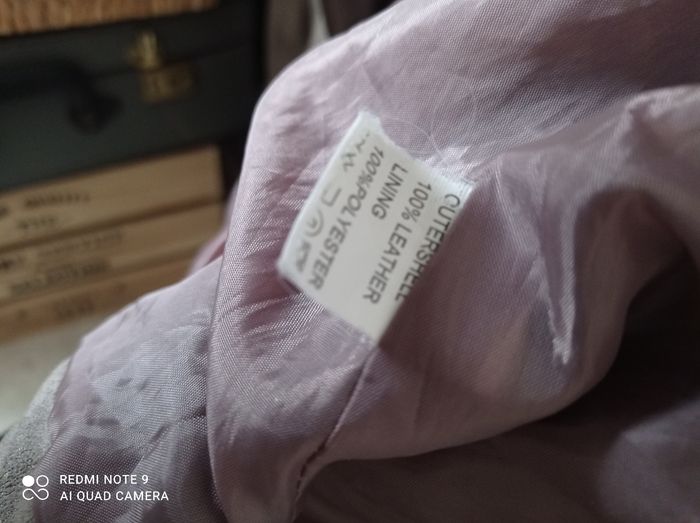 OUTERSHELL
100% LEATHER
LINING
100%POLYESTER
REDMI NOTE 9
AI QUAD CAMERA